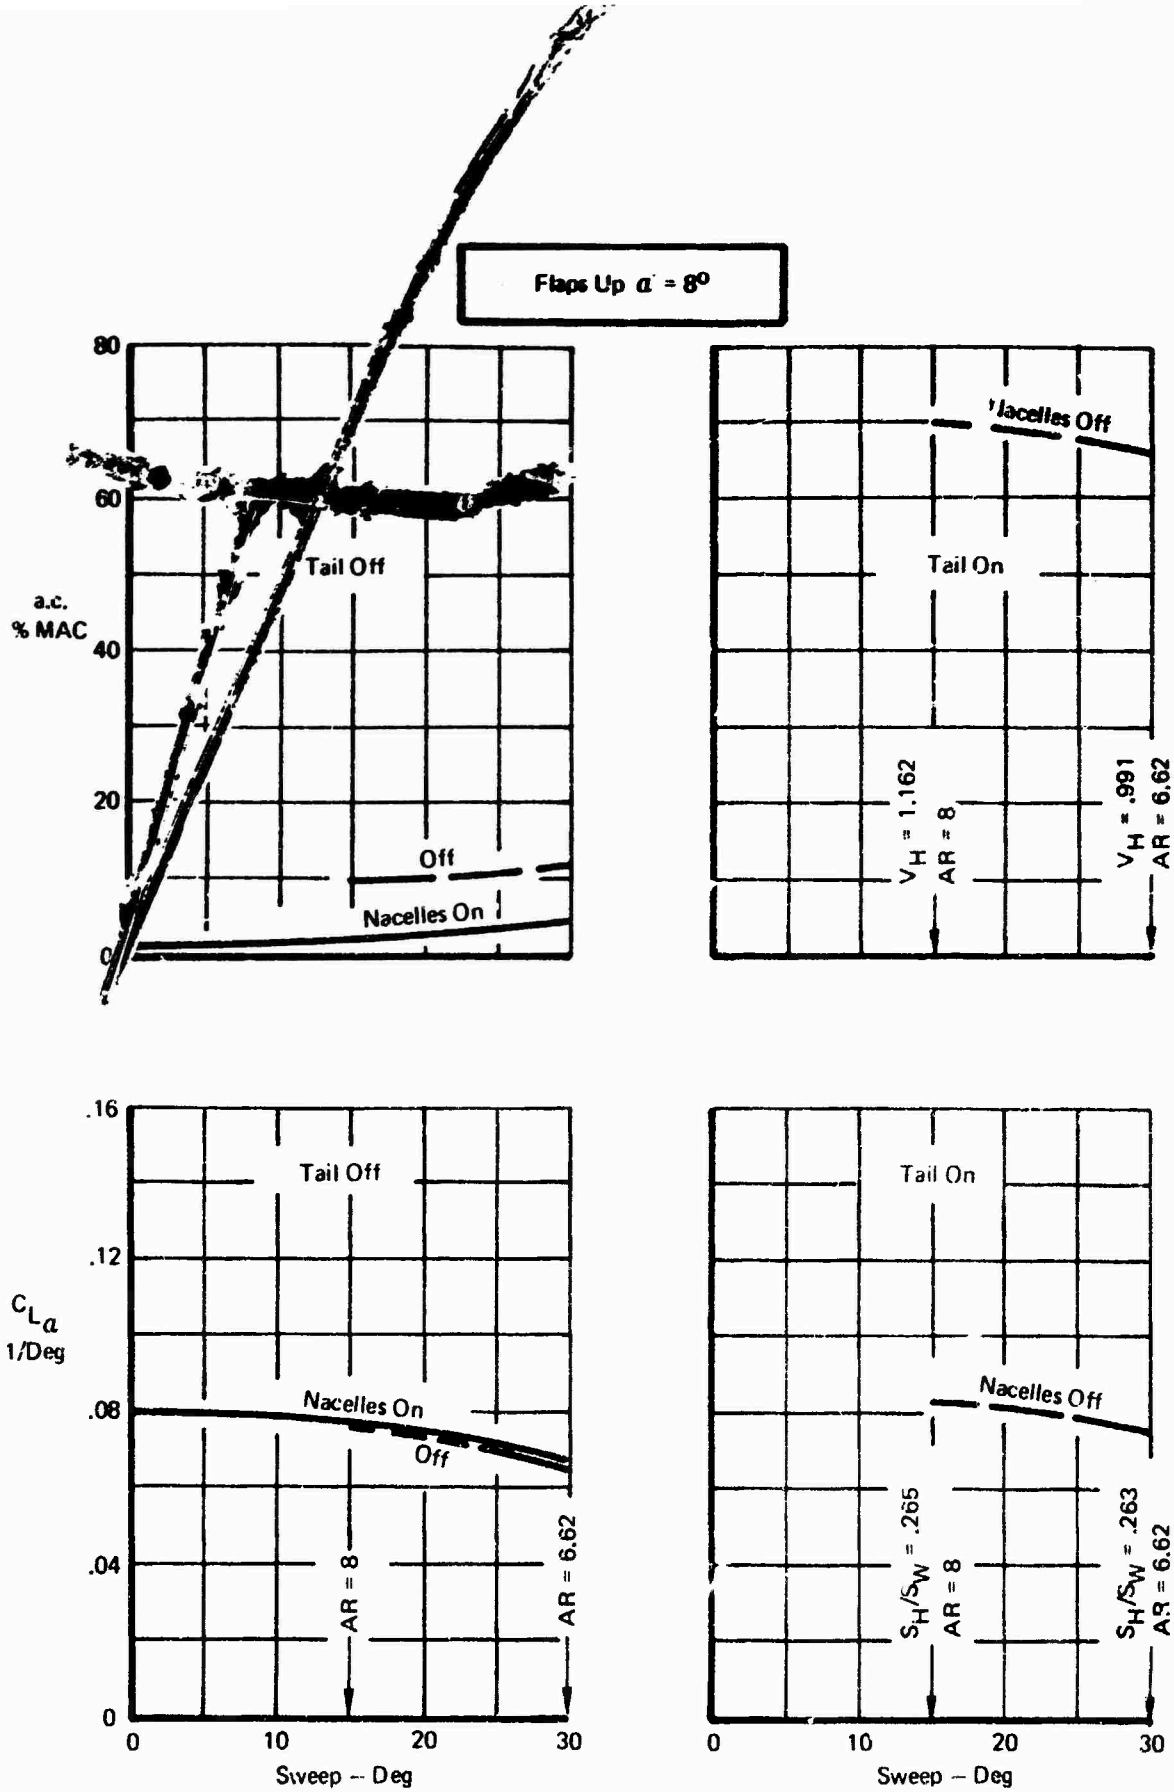 Flaps Up α = 8º
80
60
40
20
0
a.c.
% MAC
Tail Off
Off
Nacelles On
Nacelles Off
Tail On
V_H = 1.162
AR = 8
V_H = .991
AR = 6.62
.16
.12
.08
.04
0
C_Lα
1/Deg
Tail Off
Nacelles On
Off
AR = 8
AR = 6.62
0 10 20 30
Sweep – Deg
Tail On
Nacelles Off
S_H/S_W = .265
AR = 8
S_H/S_W = .263
AR = 6.62
0 10 20 30
Sweep – Deg